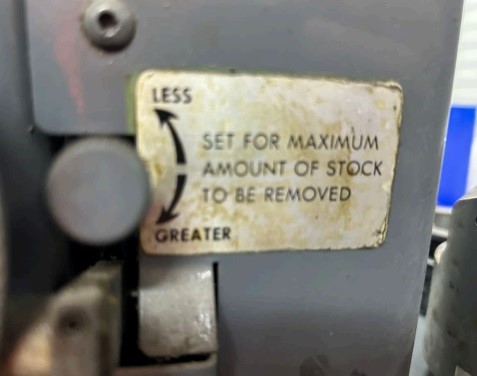 LESS
SET FOR MAXIMUM
AMOUNT OF STOCK
TO BE REMOVED
GREATER